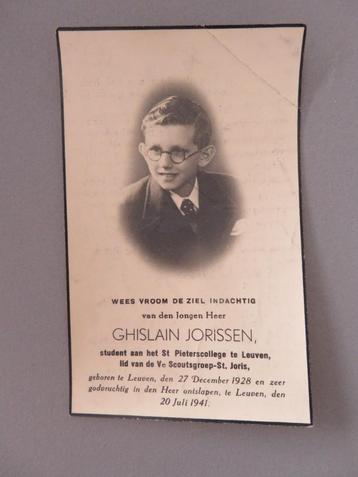 WEES VROOM DE ZIEL INDACHTIG
van den Jongen Heer
GHISLAIN JORISSEN,
student aan het St Pieterscollege te Leuven,
lid van de Ve Scoutsgroep-St. Joris,
geboren te Leuven, den 27 December 1928 en zeer
godvruchtig in den Heer ontslapen, te Leuven, den
20 Juli 1941.